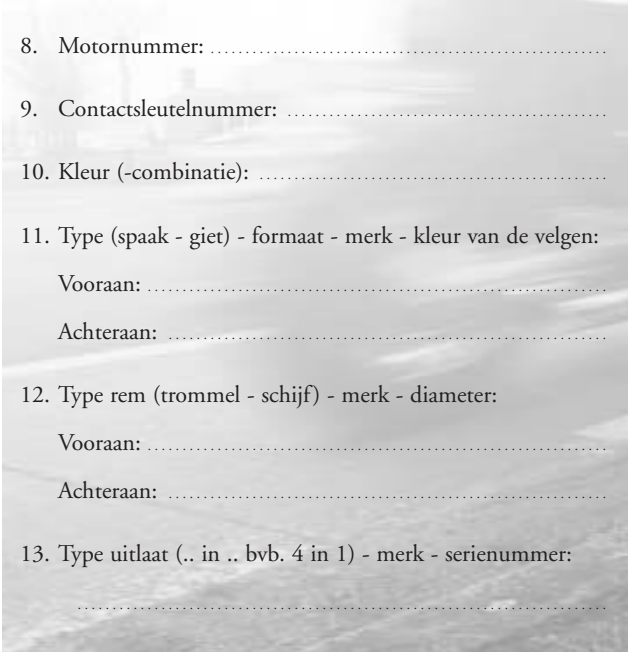 8. Motornummer: ..........................................................
9. Contactsleutelnummer: ...............................................
10. Kleur (-combinatie): ...................................................
11. Type (spaak - giet) - formaat - merk - kleur van de velgen:
Vooraan: ...................................................................
Achteraan: ................................................................
12. Type rem (trommel - schijf) - merk - diameter:
Vooraan: ...................................................................
Achteraan: ................................................................
13. Type uitlaat (.. in .. bvb. 4 in 1) - merk - serienummer:
.............................................................................